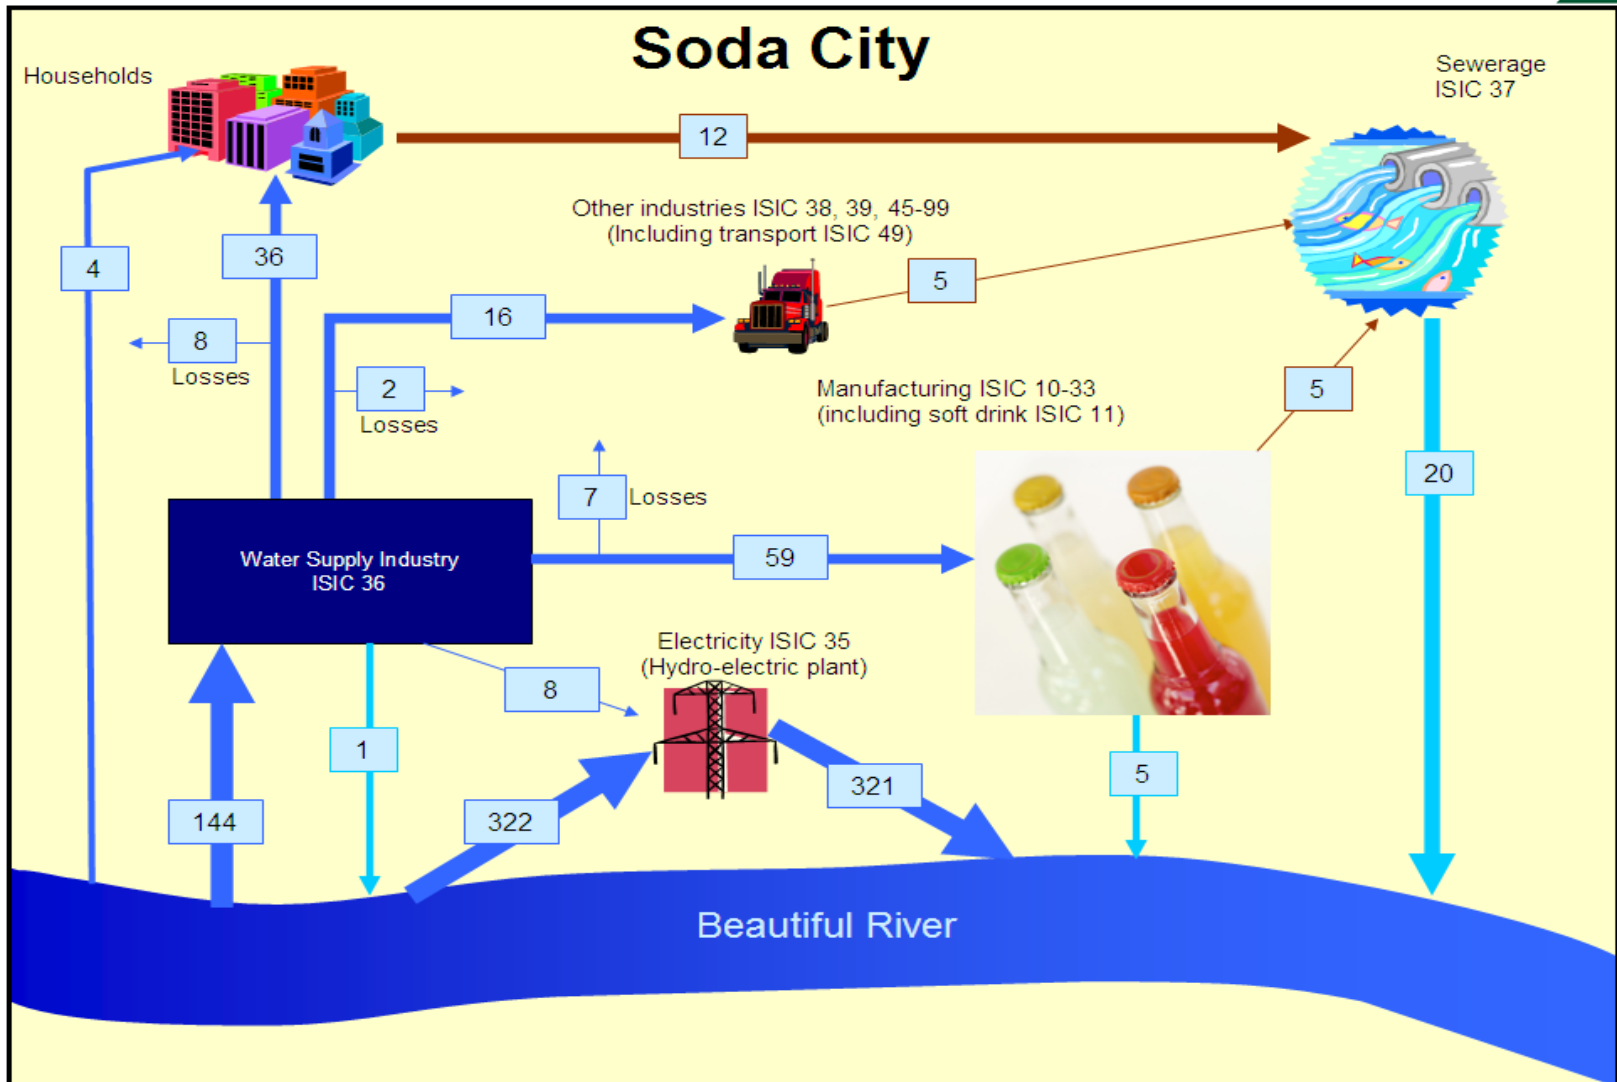 Soda City
Households
Sewerage
ISIC 37
12
Other industries ISIC 38, 39, 45-99
(Including transport ISIC 49)
4
36
5
16
8
Losses
2
Losses
Manufacturing ISIC 10-33
(including soft drink ISIC 11)
5
20
7
Losses
Water Supply Industry
ISIC 36
59
Electricity ISIC 35
(Hydro-electric plant)
8
1
144
322
321
5
Beautiful River